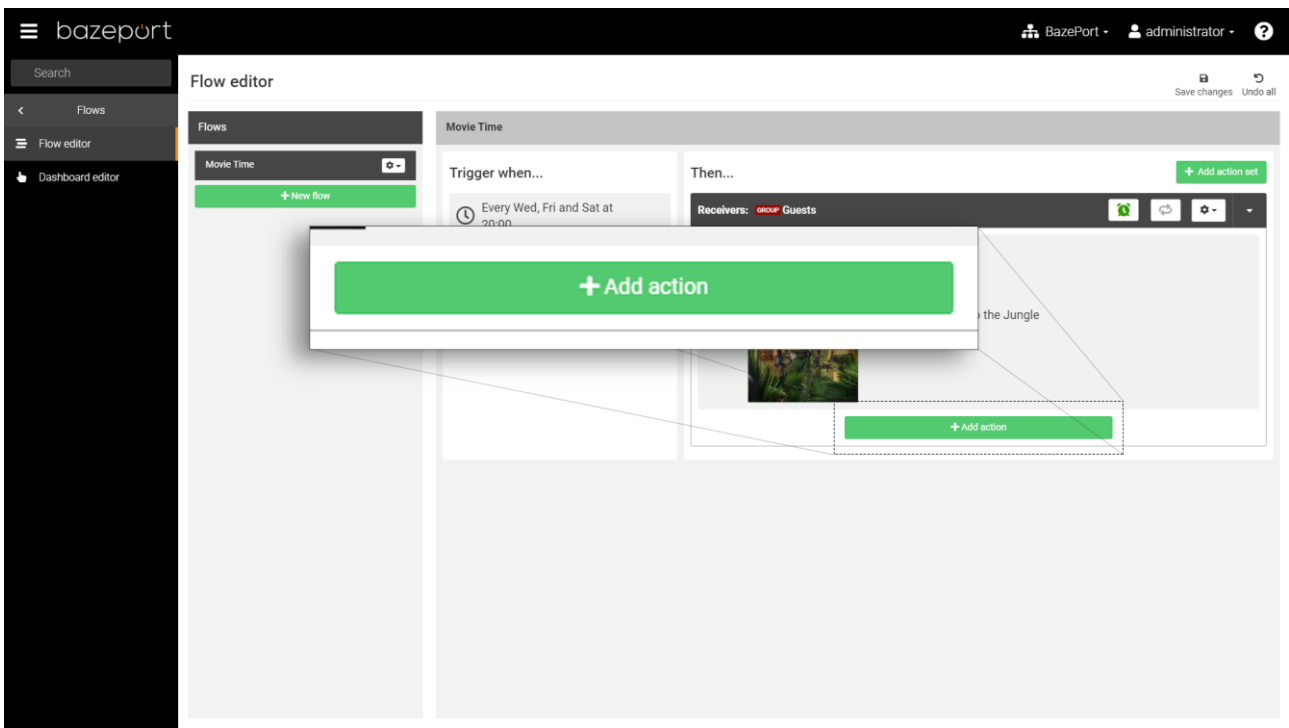 bazeport
BazePort
administrator
?
Search
Flow editor
Save changes
Undo all
Flows
Flow editor
Dashboard editor
Flows
Movie Time
+ New flow
Movie Time
Trigger when...
Every Wed, Fri and Sat at
20:00
Then...
+ Add action set
Receivers: GROUP Guests
+ Add action
the Jungle
+ Add action